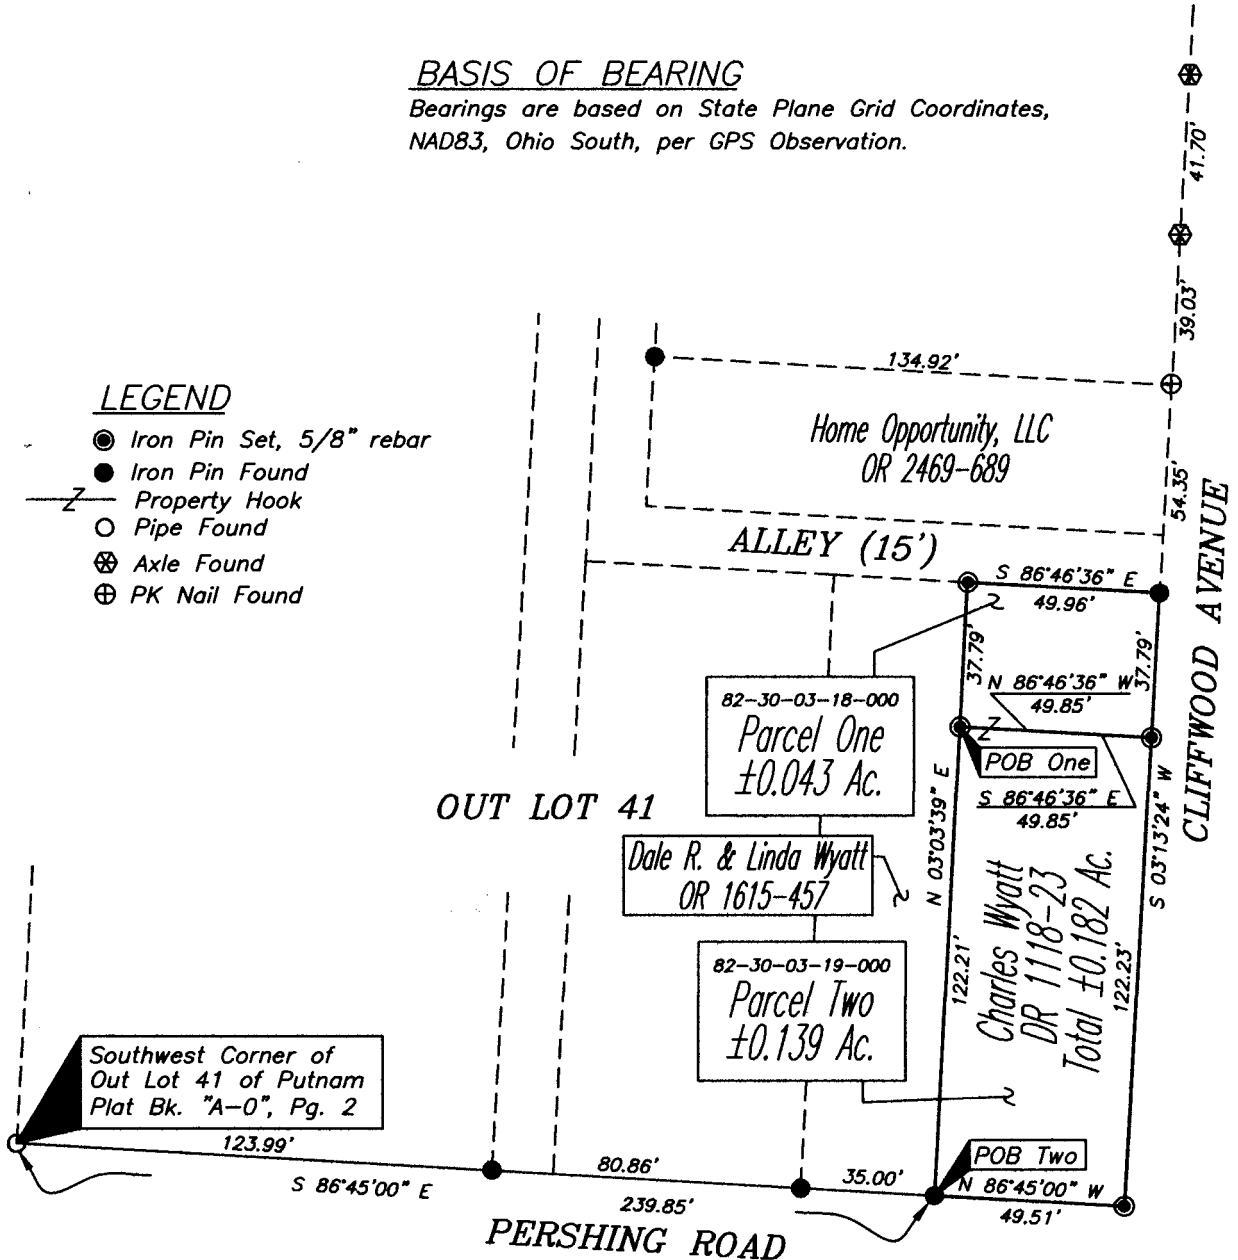 BASIS OF BEARING
Bearings are based on State Plane Grid Coordinates,
NAD83, Ohio South, per GPS Observation.
41.70'
39.03'
134.92'
LEGEND
Iron Pin Set, 5/8" rebar
Iron Pin Found
Z Property Hook
Pipe Found
Axle Found
PK Nail Found
Home Opportunity, LLC
OR 2469-689
54.35'
CLIFFWOOD AVENUE
ALLEY (15')
S 86°46'36" E
49.96'
37.79'
37.79'
N 86°46'36" W
49.85'
82-30-03-18-000
Parcel One
±0.043 Ac.
Z
POB One
S 86°46'36" E
49.85'
OUT LOT 41
N 03°03'39" E
S 03°13'24" W
Dale R. & Linda Wyatt
OR 1615-457
Charles Wyatt
DR 1118-23
Total ±0.182 Ac.
122.21'
122.23'
82-30-03-19-000
Parcel Two
±0.139 Ac.
Southwest Corner of
Out Lot 41 of Putnam
Plat Bk. "A-0", Pg. 2
123.99'
80.86'
35.00'
POB Two
S 86°45'00" E
239.85'
N 86°45'00" W
49.51'
PERSHING ROAD